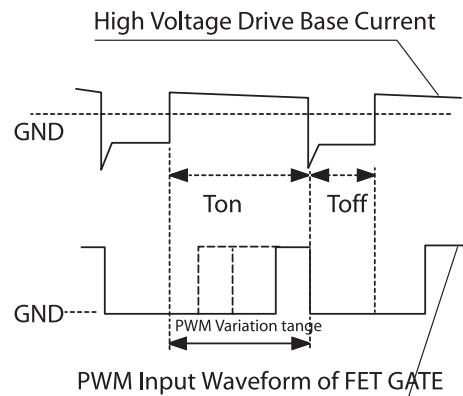 High Voltage Drive Base Current
GND
Ton
Toff
GND
PWM Variation tange
PWM Input Waveform of FET GATE